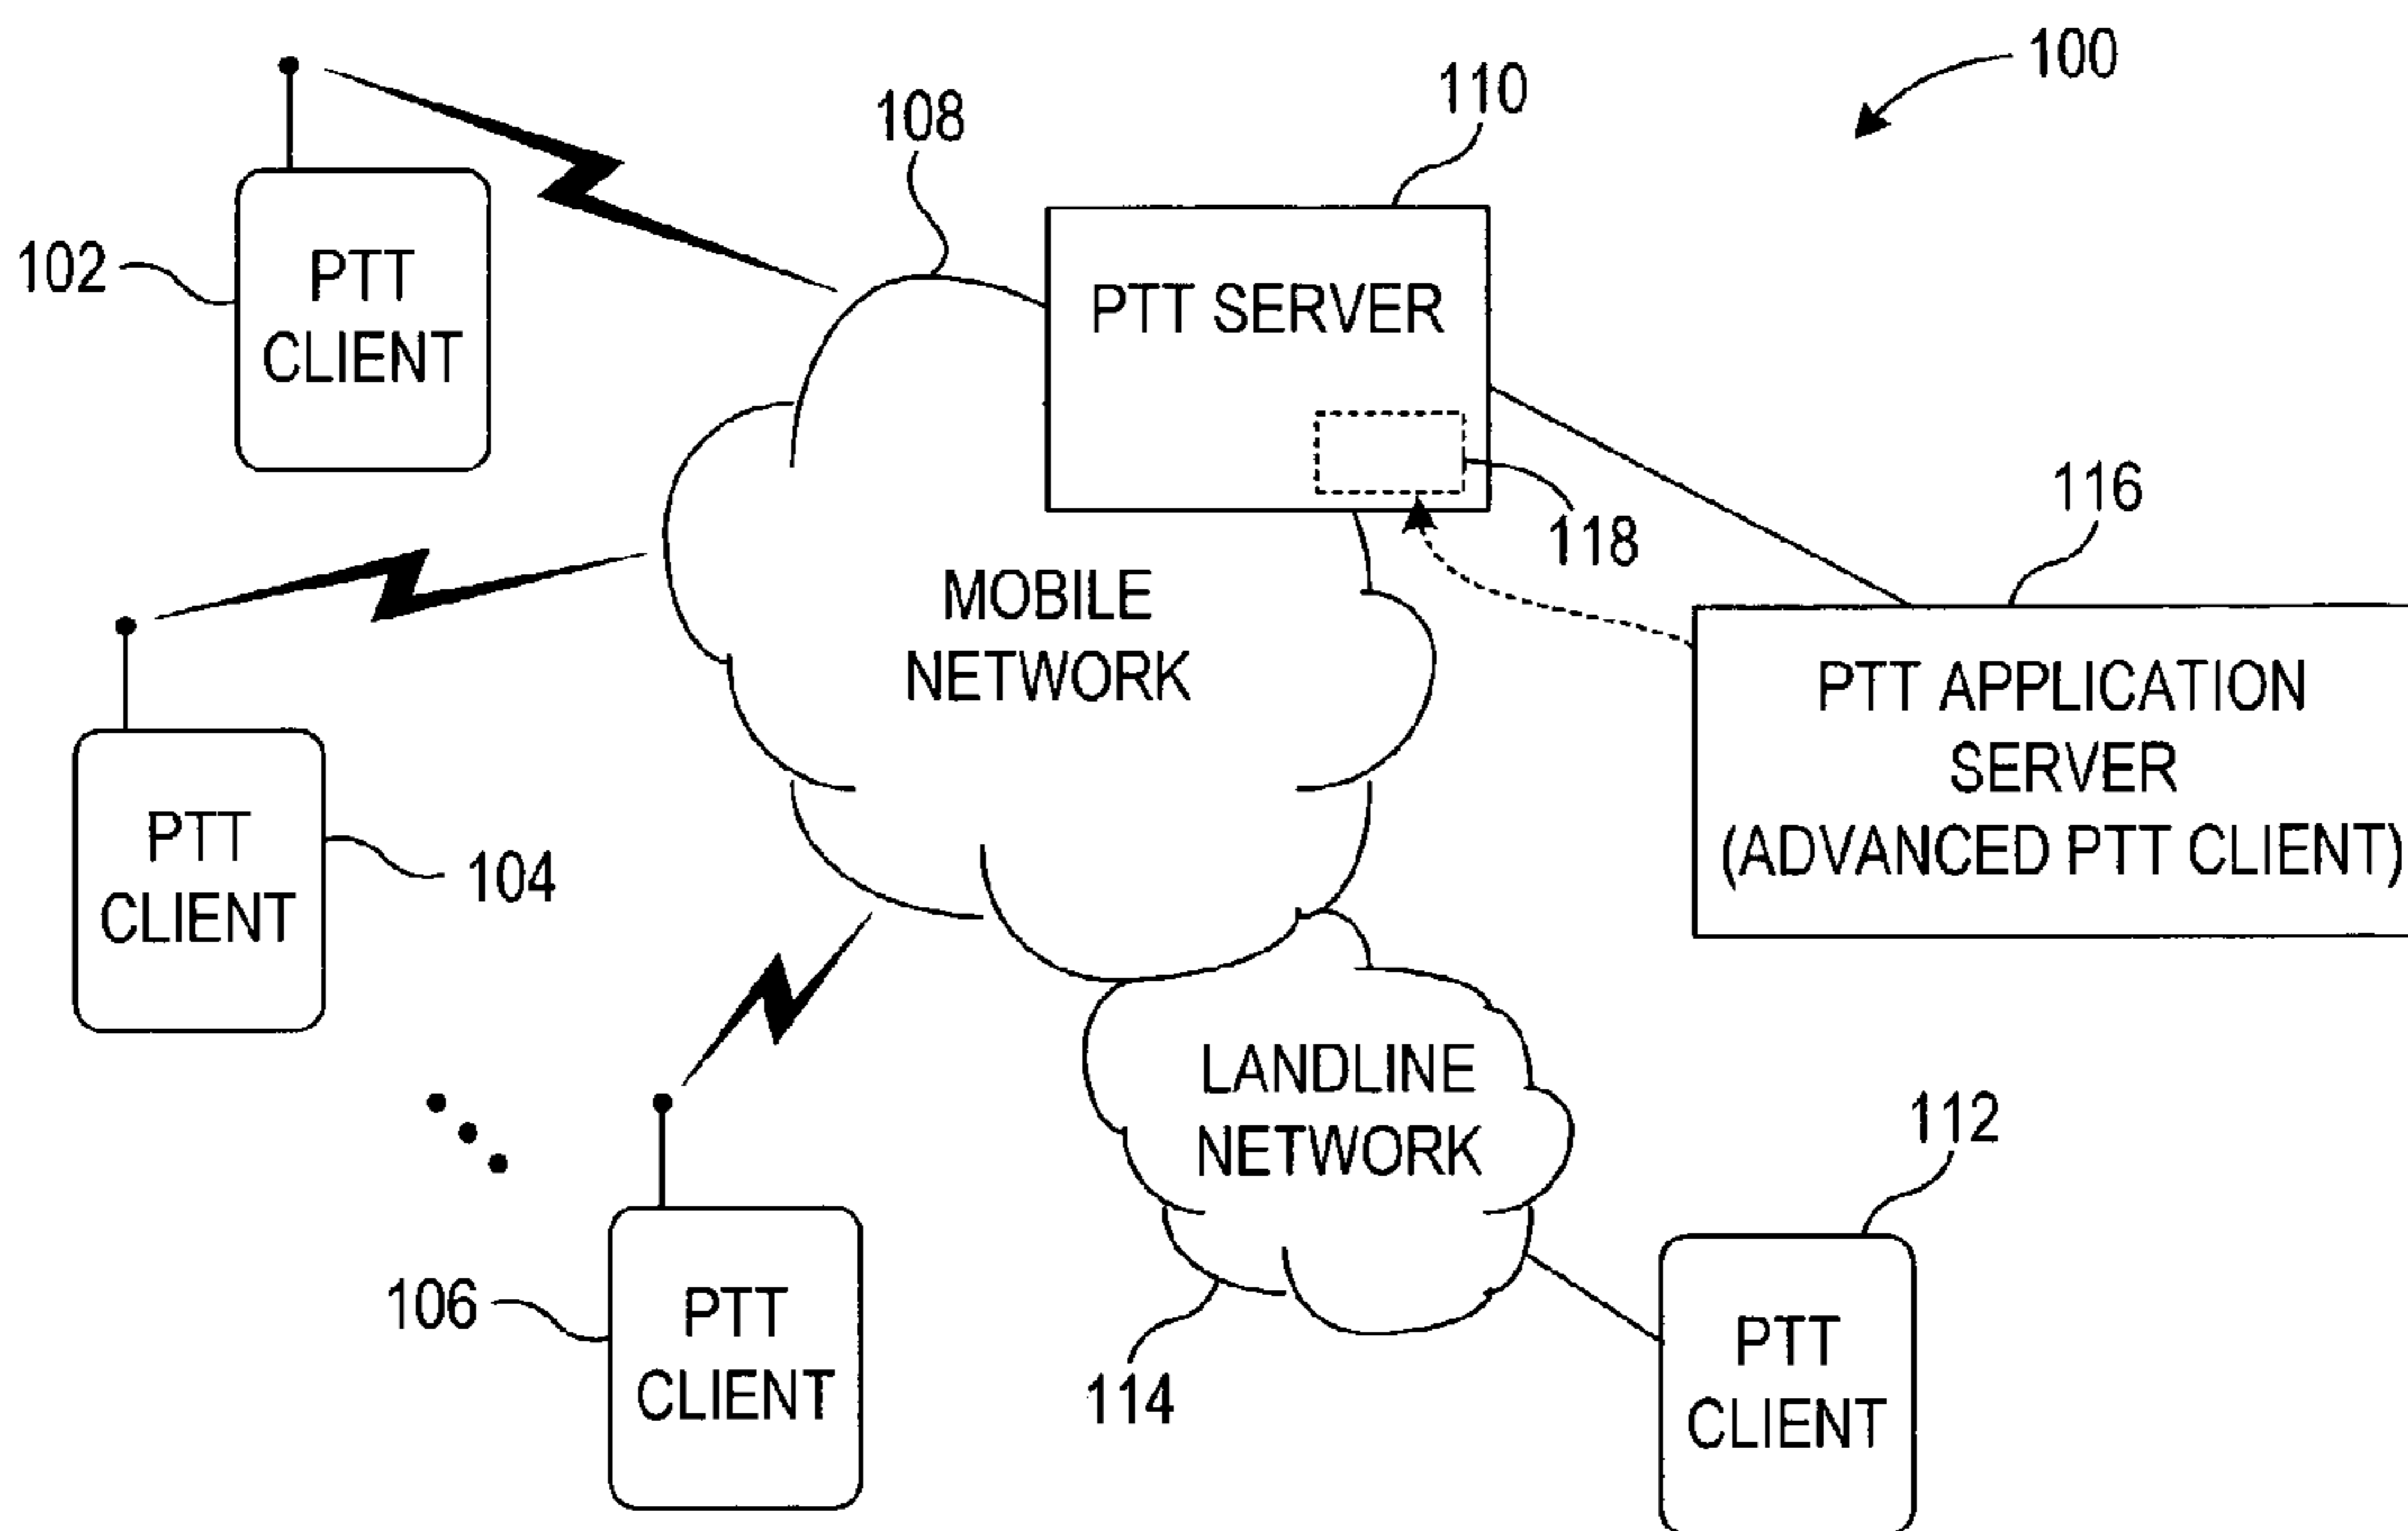 100
108
110
102
PTT
CLIENT
PTT SERVER
118
116
MOBILE
NETWORK
PTT APPLICATION
SERVER
(ADVANCED PTT CLIENT)
PTT
CLIENT
104
LANDLINE
NETWORK
112
106
PTT
CLIENT
114
PTT
CLIENT